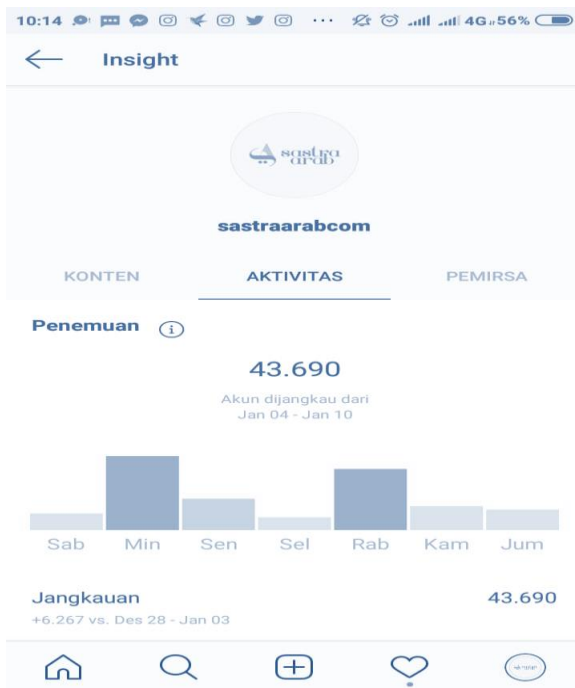 10:14 ... 4G 56%
Insight
sastra
arab
sastraarabcom
KONTEN AKTIVITAS PEMIRSA
Penemuan i
43.690
Akun dijangkau dari
Jan 04 - Jan 10
Sab Min Sen Sel Rab Kam Jum
Jangkauan 43.690
+6.267 vs. Des 28 - Jan 03